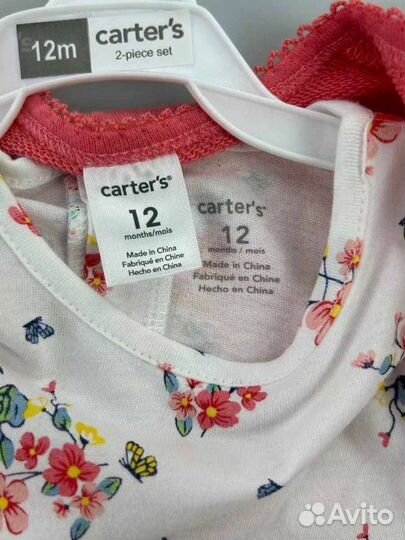 12m
carter's®
2-piece set
carter's®
12
months/mois
Made in China
Fabriqué en Chine
Hecho en China
carter's®
12
months / mois
Made in China
Fabriqué en Chine
Hecho en China
Avito